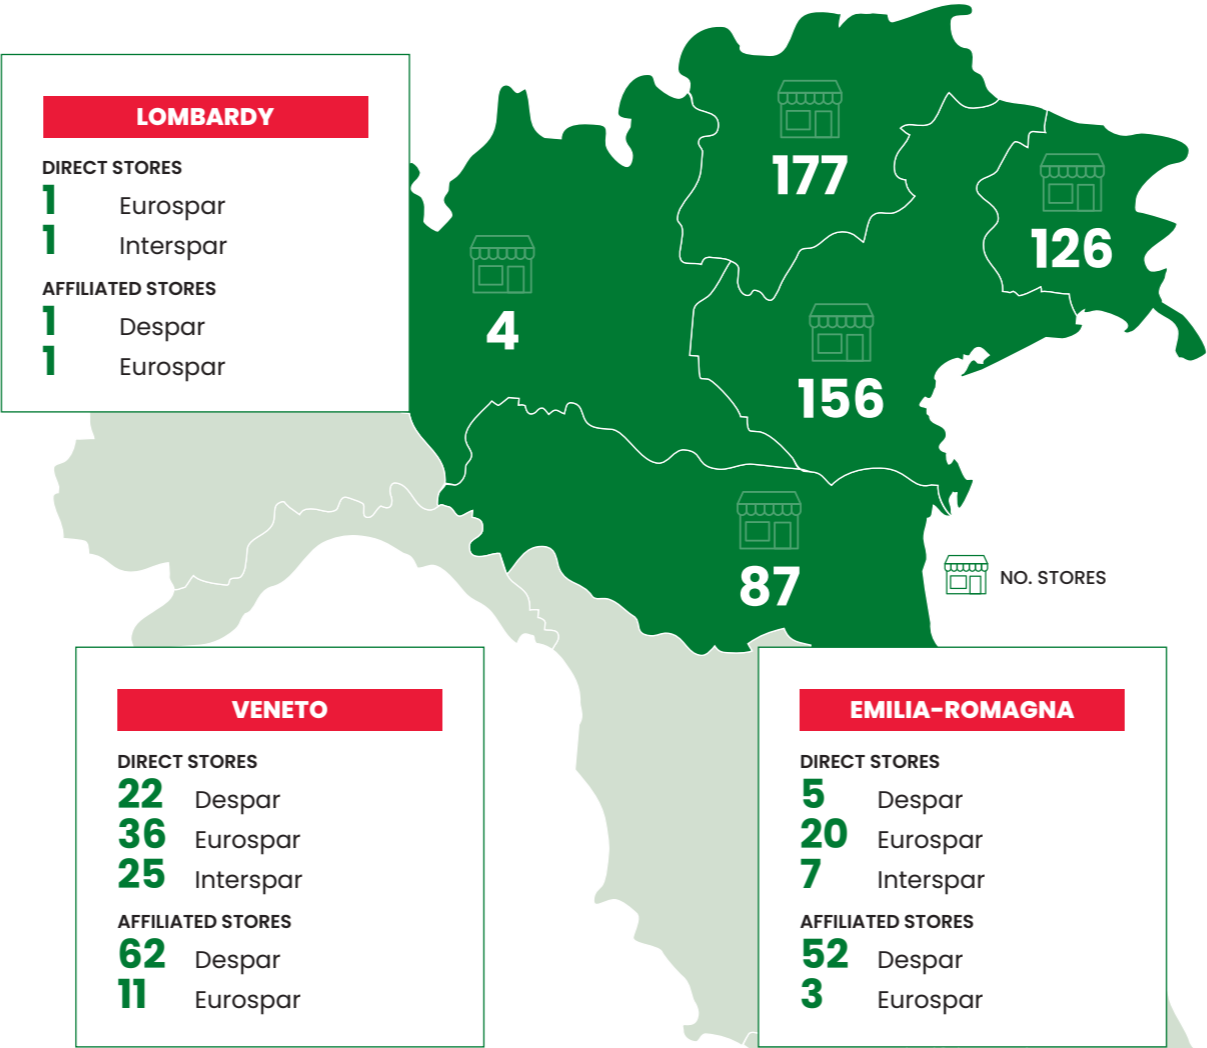 LOMBARDY
DIRECT STORES
1 Eurospar
1 Interspar
AFFILIATED STORES
1 Despar
1 Eurospar
177
126
4
156
87
NO. STORES
VENETO
DIRECT STORES
22 Despar
36 Eurospar
25 Interspar
AFFILIATED STORES
62 Despar
11 Eurospar
EMILIA-ROMAGNA
DIRECT STORES
5 Despar
20 Eurospar
7 Interspar
AFFILIATED STORES
52 Despar
3 Eurospar